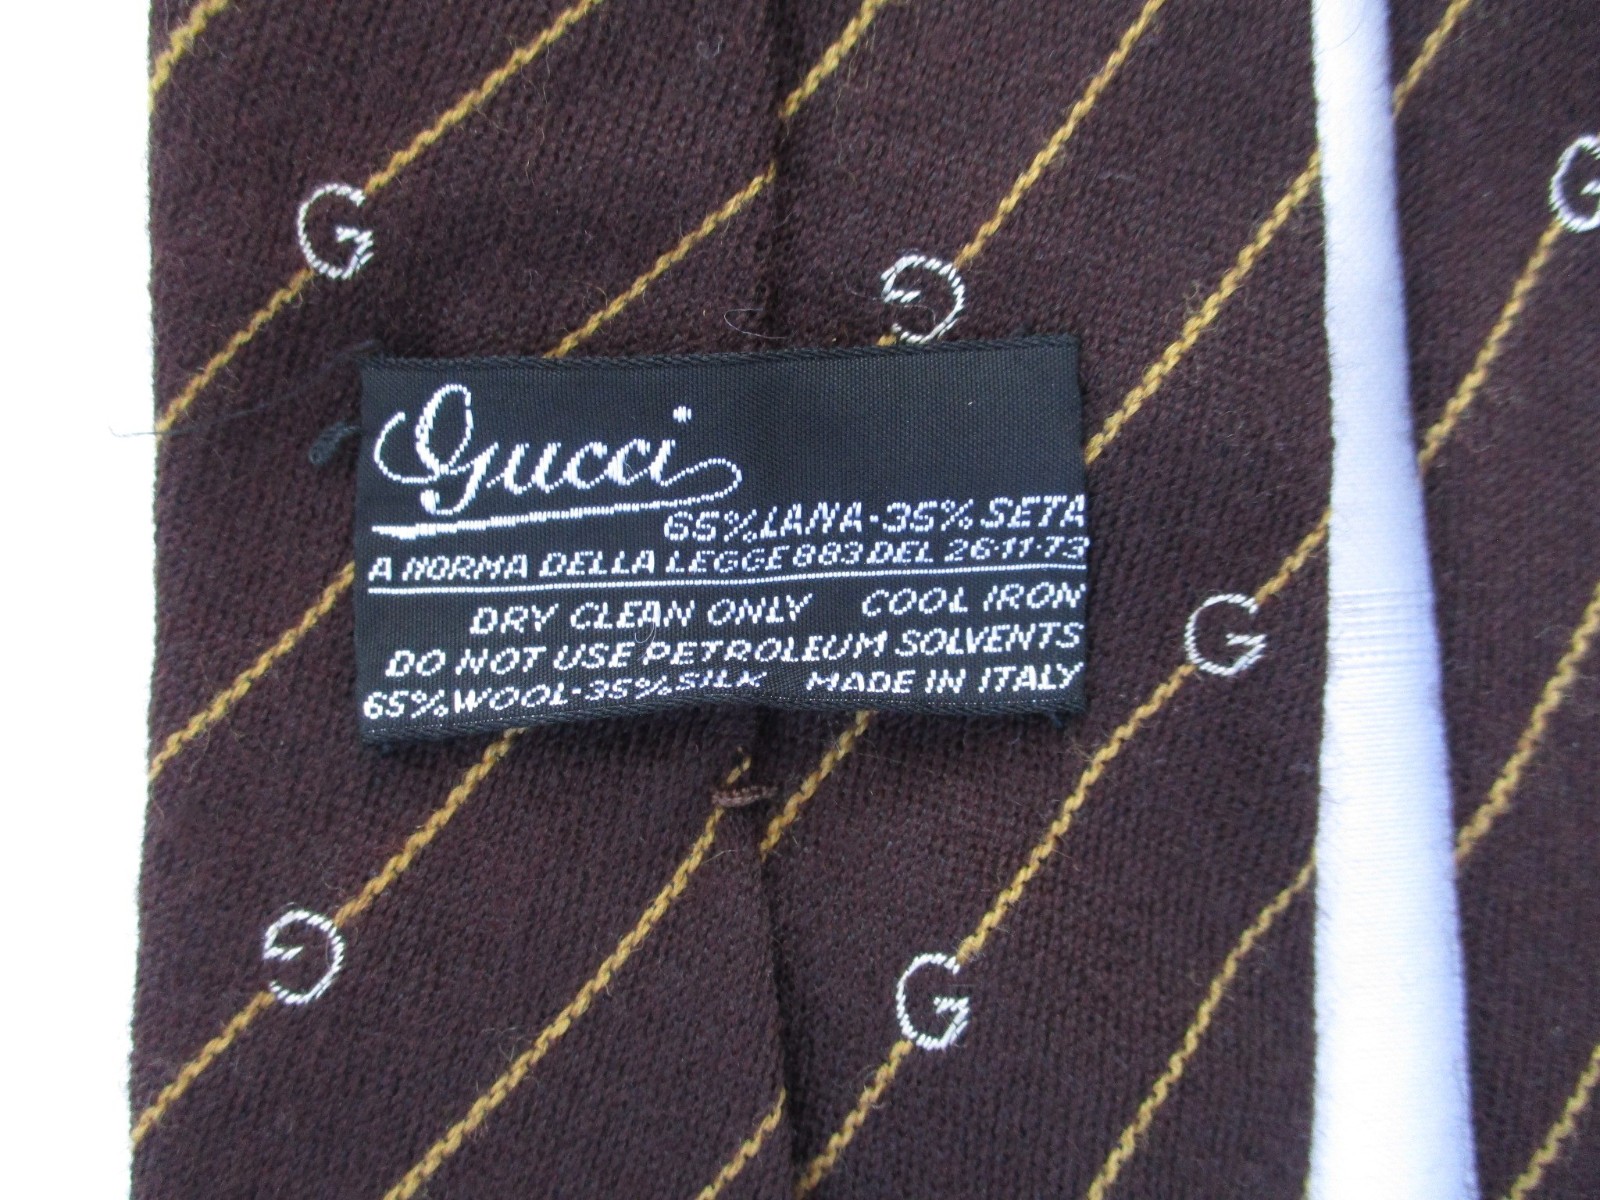 G
G
G
Gucci
65% LANA-35% SETA
A NORMA DELLA LEGGE 883 DEL 26-11-73
DRY CLEAN ONLY COOL IRON
DO NOT USE PETROLEUM SOLVENTS
65% WOOL-35% SILK MADE IN ITALY
G
G
G